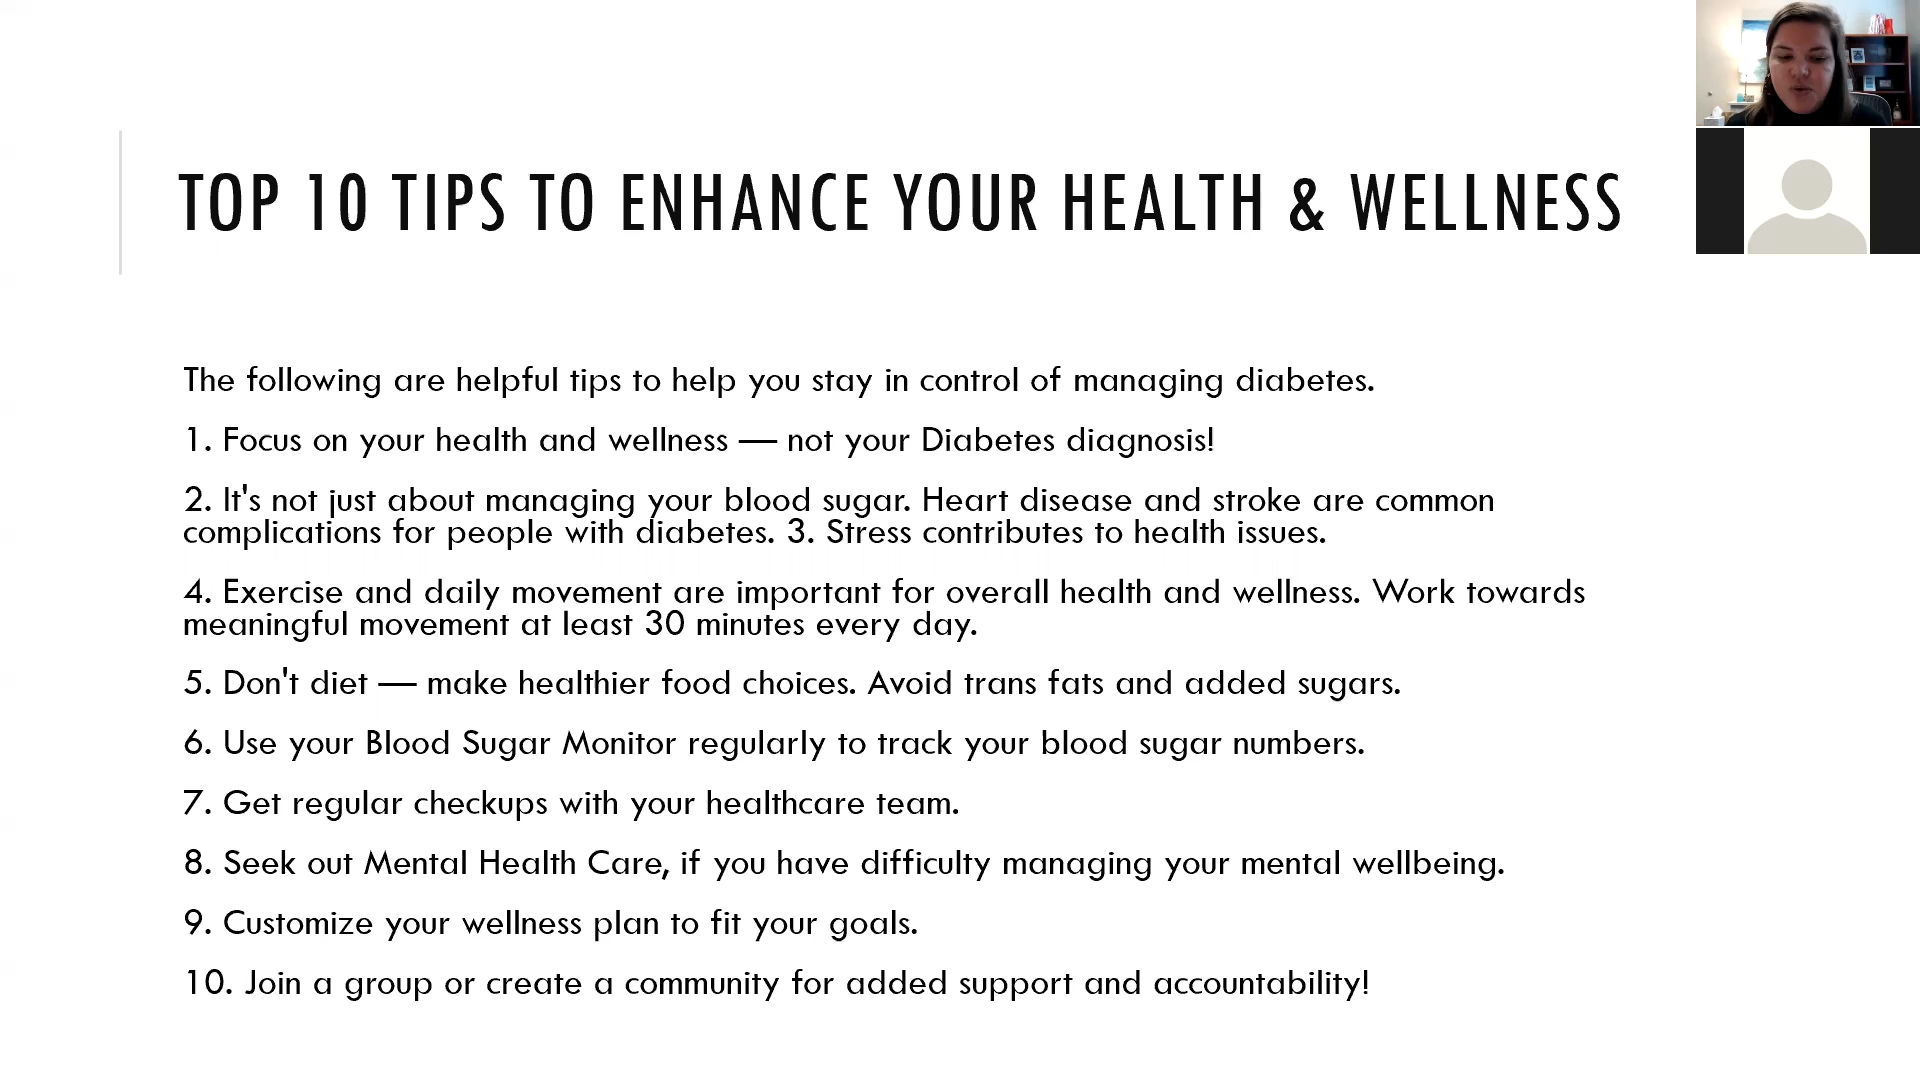 TOP 10 TIPS TO ENHANCE YOUR HEALTH & WELLNESS
The following are helpful tips to help you stay in control of managing diabetes.
1. Focus on your health and wellness — not your Diabetes diagnosis!
2. It's not just about managing your blood sugar. Heart disease and stroke are common
complications for people with diabetes. 3. Stress contributes to health issues.
4. Exercise and daily movement are important for overall health and wellness. Work towards
meaningful movement at least 30 minutes every day.
5. Don't diet — make healthier food choices. Avoid trans fats and added sugars.
6. Use your Blood Sugar Monitor regularly to track your blood sugar numbers.
7. Get regular checkups with your healthcare team.
8. Seek out Mental Health Care, if you have difficulty managing your mental wellbeing.
9. Customize your wellness plan to fit your goals.
10. Join a group or create a community for added support and accountability!